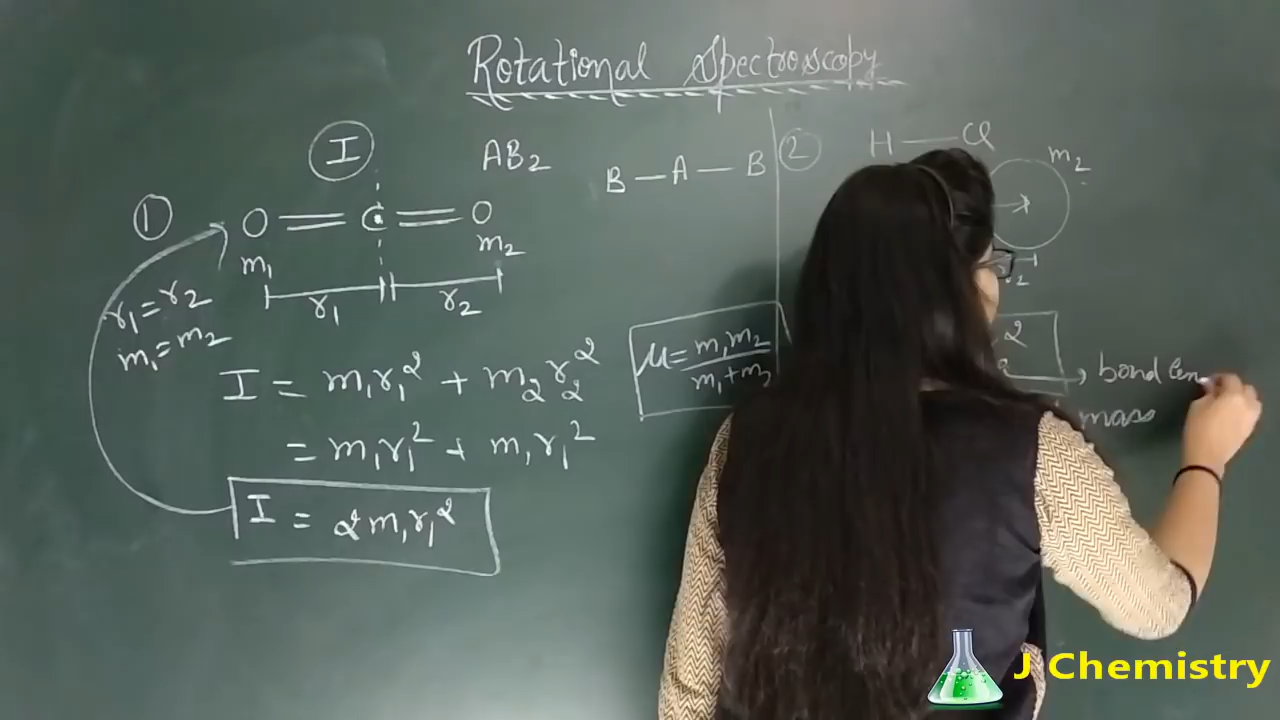 Rotational Spectroscopy
I
AB₂
B — A — B
①
O = C = O
m₁
m₂
r₁
r₂
r₁ = r₂
m₁ = m₂
I = m₁r₁² + m₂r₂²
= m₁r₁² + m₁r₁²
I = 2m₁r₁²
②
H — Cl
m₂
μ = m₁m₂ / m₁+m₂
2
bond len
mass
J Chemistry